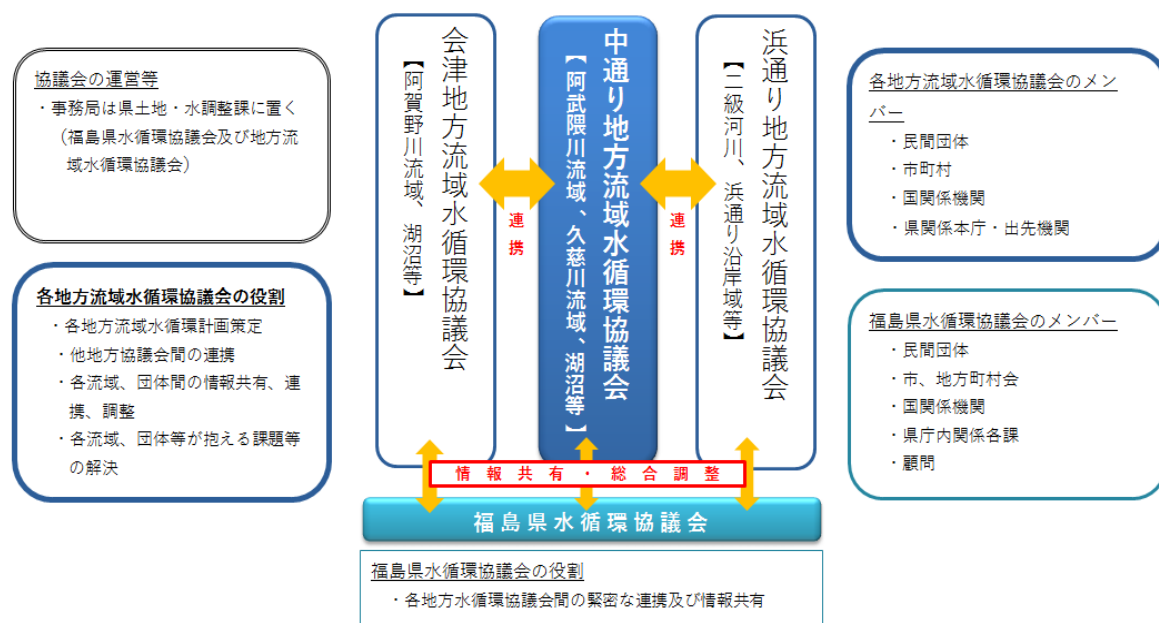 協議会の運営等
・事務局は県土地・水調整課に置く
(福島県水循環協議会及び地方流
域水循環協議会)
各地方流域水循環協議会の役割
・各地方流域水循環計画策定
・他地方協議会間の連携
・各流域、団体間の情報共有、連
携、調整
・各流域、団体等が抱える課題等
の解決
会津地方流域水循環協議会
【阿賀野川流域、湖沼等】
連携
中通り地方流域水循環協議会
【阿武隈川流域、久慈川流域、湖沼等】
連携
浜通り地方流域水循環協議会
【二級河川、浜通り沿岸域等】
情報共有・総合調整
福島県水循環協議会
福島県水循環協議会の役割
・各地方水循環協議会間の緊密な連携及び情報共有
各地方流域水循環協議会のメン
バー
・民間団体
・市町村
・国関係機関
・県関係本庁・出先機関
福島県水循環協議会のメンバー
・民間団体
・市、地方町村会
・国関係機関
・県庁内関係各課
・顧問